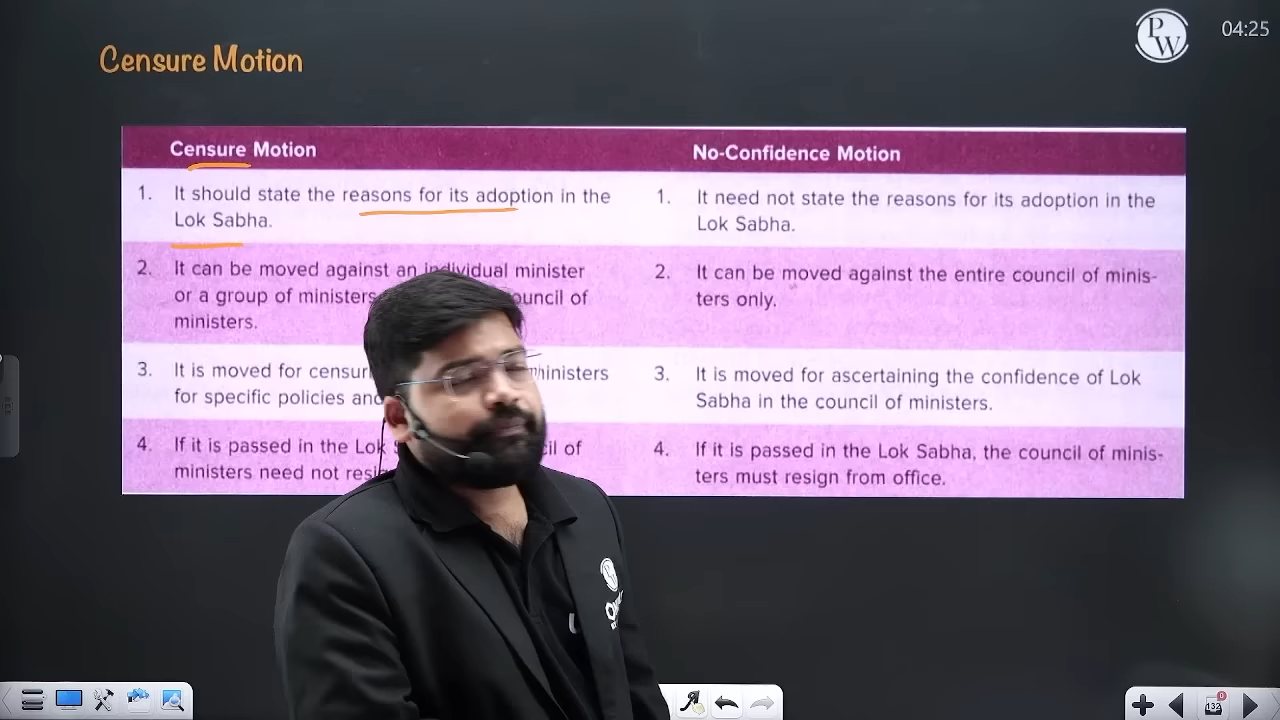 Censure Motion
PW
04:25
Censure Motion
No-Confidence Motion
1. It should state the reasons for its adoption in the
Lok Sabha.
1. It need not state the reasons for its adoption in the
Lok Sabha.
2. It can be moved against an individual minister
or a group of ministers ouncil of
ministers.
2. It can be moved against the entire council of minis-
ters only.
3. It is moved for censur ministers
for specific policies and
3. It is moved for ascertaining the confidence of Lok
Sabha in the council of ministers.
4. If it is passed in the Lok cil of
ministers need not resi
4. If it is passed in the Lok Sabha, the council of minis-
ters must resign from office.
132